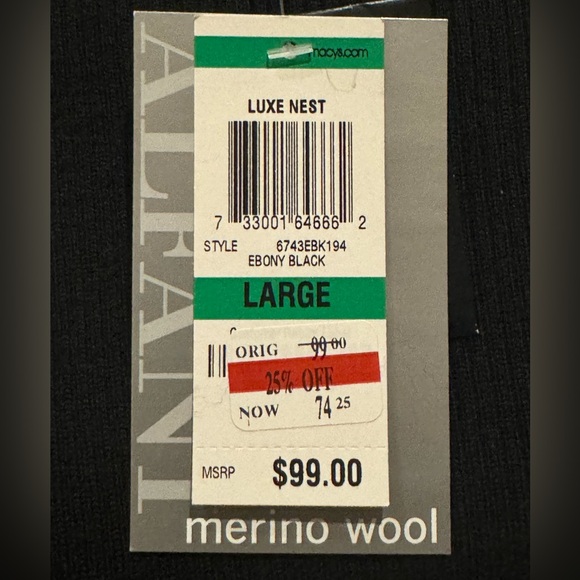 ALFANI
macys.com
LUXE NEST
7 33001 64666 2
STYLE 6743EBK194
EBONY BLACK
LARGE
ORIG 99 00
25% OFF
NOW 74 25
MSRP $99.00
merino wool